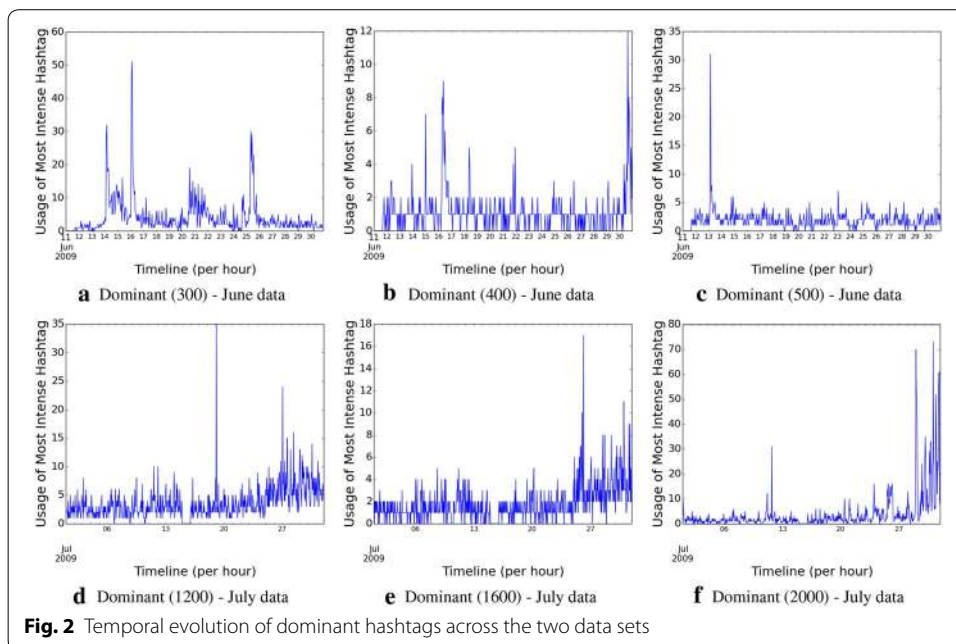 Usage of Most Intense Hashtag
60
50
40
30
20
10
0
11 12 13 14 15 16 17 18 19 20 21 22 23 24 25 26 27 28 29 30
Jun
2009
Timeline (per hour)
a Dominant (300) - June data
Usage of Most Intense Hashtag
12
10
8
6
4
2
0
11 12 13 14 15 16 17 18 19 20 21 22 23 24 25 26 27 28 29 30
Jun
2009
Timeline (per hour)
b Dominant (400) - June data
Usage of Most Intense Hashtag
35
30
25
20
15
10
5
0
11 12 13 14 15 16 17 18 19 20 21 22 23 24 25 26 27 28 29 30
Jun
2009
Timeline (per hour)
c Dominant (500) - June data
Usage of Most Intense Hashtag
35
30
25
20
15
10
5
0
06 13 20 27
Jul
2009
Timeline (per hour)
d Dominant (1200) - July data
Usage of Most Intense Hashtag
18
16
14
12
10
8
6
4
2
0
06 13 20 27
Jul
2009
Timeline (per hour)
e Dominant (1600) - July data
Usage of Most Intense Hashtag
80
70
60
50
40
30
20
10
0
06 13 20 27
Jul
2009
Timeline (per hour)
f Dominant (2000) - July data
Fig. 2 Temporal evolution of dominant hashtags across the two data sets